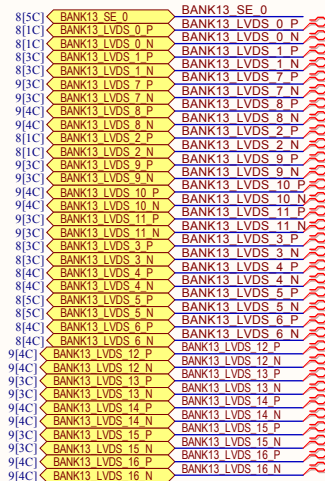 8[5C] BANK13_SE_0 BANK13_SE_0
8[1C] BANK13_LVDS_0_P BANK13_LVDS_0_P
8[1C] BANK13_LVDS_0_N BANK13_LVDS_0_N
8[3C] BANK13_LVDS_1_P BANK13_LVDS_1_P
8[3C] BANK13_LVDS_1_N BANK13_LVDS_1_N
9[3C] BANK13_LVDS_7_P BANK13_LVDS_7_P
9[3C] BANK13_LVDS_7_N BANK13_LVDS_7_N
9[4C] BANK13_LVDS_8_P BANK13_LVDS_8_P
9[4C] BANK13_LVDS_8_N BANK13_LVDS_8_N
8[1C] BANK13_LVDS_2_P BANK13_LVDS_2_P
8[1C] BANK13_LVDS_2_N BANK13_LVDS_2_N
9[3C] BANK13_LVDS_9_P BANK13_LVDS_9_P
9[3C] BANK13_LVDS_9_N BANK13_LVDS_9_N
9[4C] BANK13_LVDS_10_P BANK13_LVDS_10_P
9[4C] BANK13_LVDS_10_N BANK13_LVDS_10_N
9[3C] BANK13_LVDS_11_P BANK13_LVDS_11_P
9[3C] BANK13_LVDS_11_N BANK13_LVDS_11_N
8[3C] BANK13_LVDS_3_P BANK13_LVDS_3_P
8[3C] BANK13_LVDS_3_N BANK13_LVDS_3_N
8[4C] BANK13_LVDS_4_P BANK13_LVDS_4_P
8[4C] BANK13_LVDS_4_N BANK13_LVDS_4_N
8[5C] BANK13_LVDS_5_P BANK13_LVDS_5_P
8[5C] BANK13_LVDS_5_N BANK13_LVDS_5_N
8[4C] BANK13_LVDS_6_P BANK13_LVDS_6_P
8[4C] BANK13_LVDS_6_N BANK13_LVDS_6_N
9[4C] BANK13_LVDS_12_P BANK13_LVDS_12_P
9[4C] BANK13_LVDS_12_N BANK13_LVDS_12_N
9[3C] BANK13_LVDS_13_P BANK13_LVDS_13_P
9[3C] BANK13_LVDS_13_N BANK13_LVDS_13_N
9[4C] BANK13_LVDS_14_P BANK13_LVDS_14_P
9[4C] BANK13_LVDS_14_N BANK13_LVDS_14_N
9[3C] BANK13_LVDS_15_P BANK13_LVDS_15_P
9[3C] BANK13_LVDS_15_N BANK13_LVDS_15_N
9[4C] BANK13_LVDS_16_P BANK13_LVDS_16_P
9[4C] BANK13_LVDS_16_N BANK13_LVDS_16_N